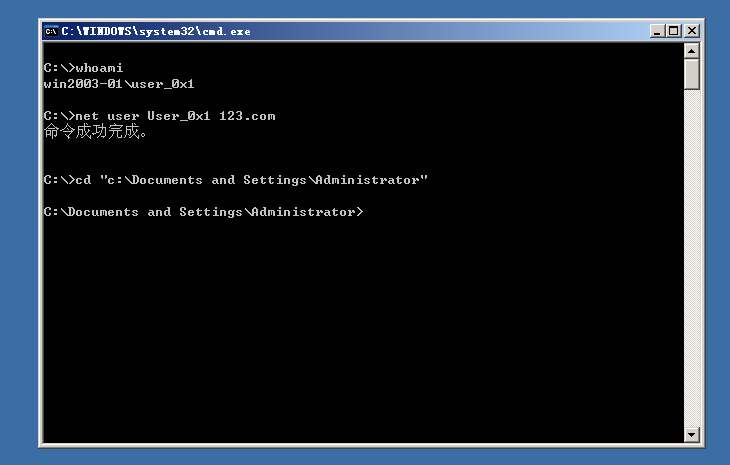 C:\WINDOWS\system32\cmd.exe
C:\>whoami
win2003-01\user_0x1
C:\>net user User_0x1 123.com
命令成功完成。
C:\>cd "c:\Documents and Settings\Administrator"
C:\Documents and Settings\Administrator>